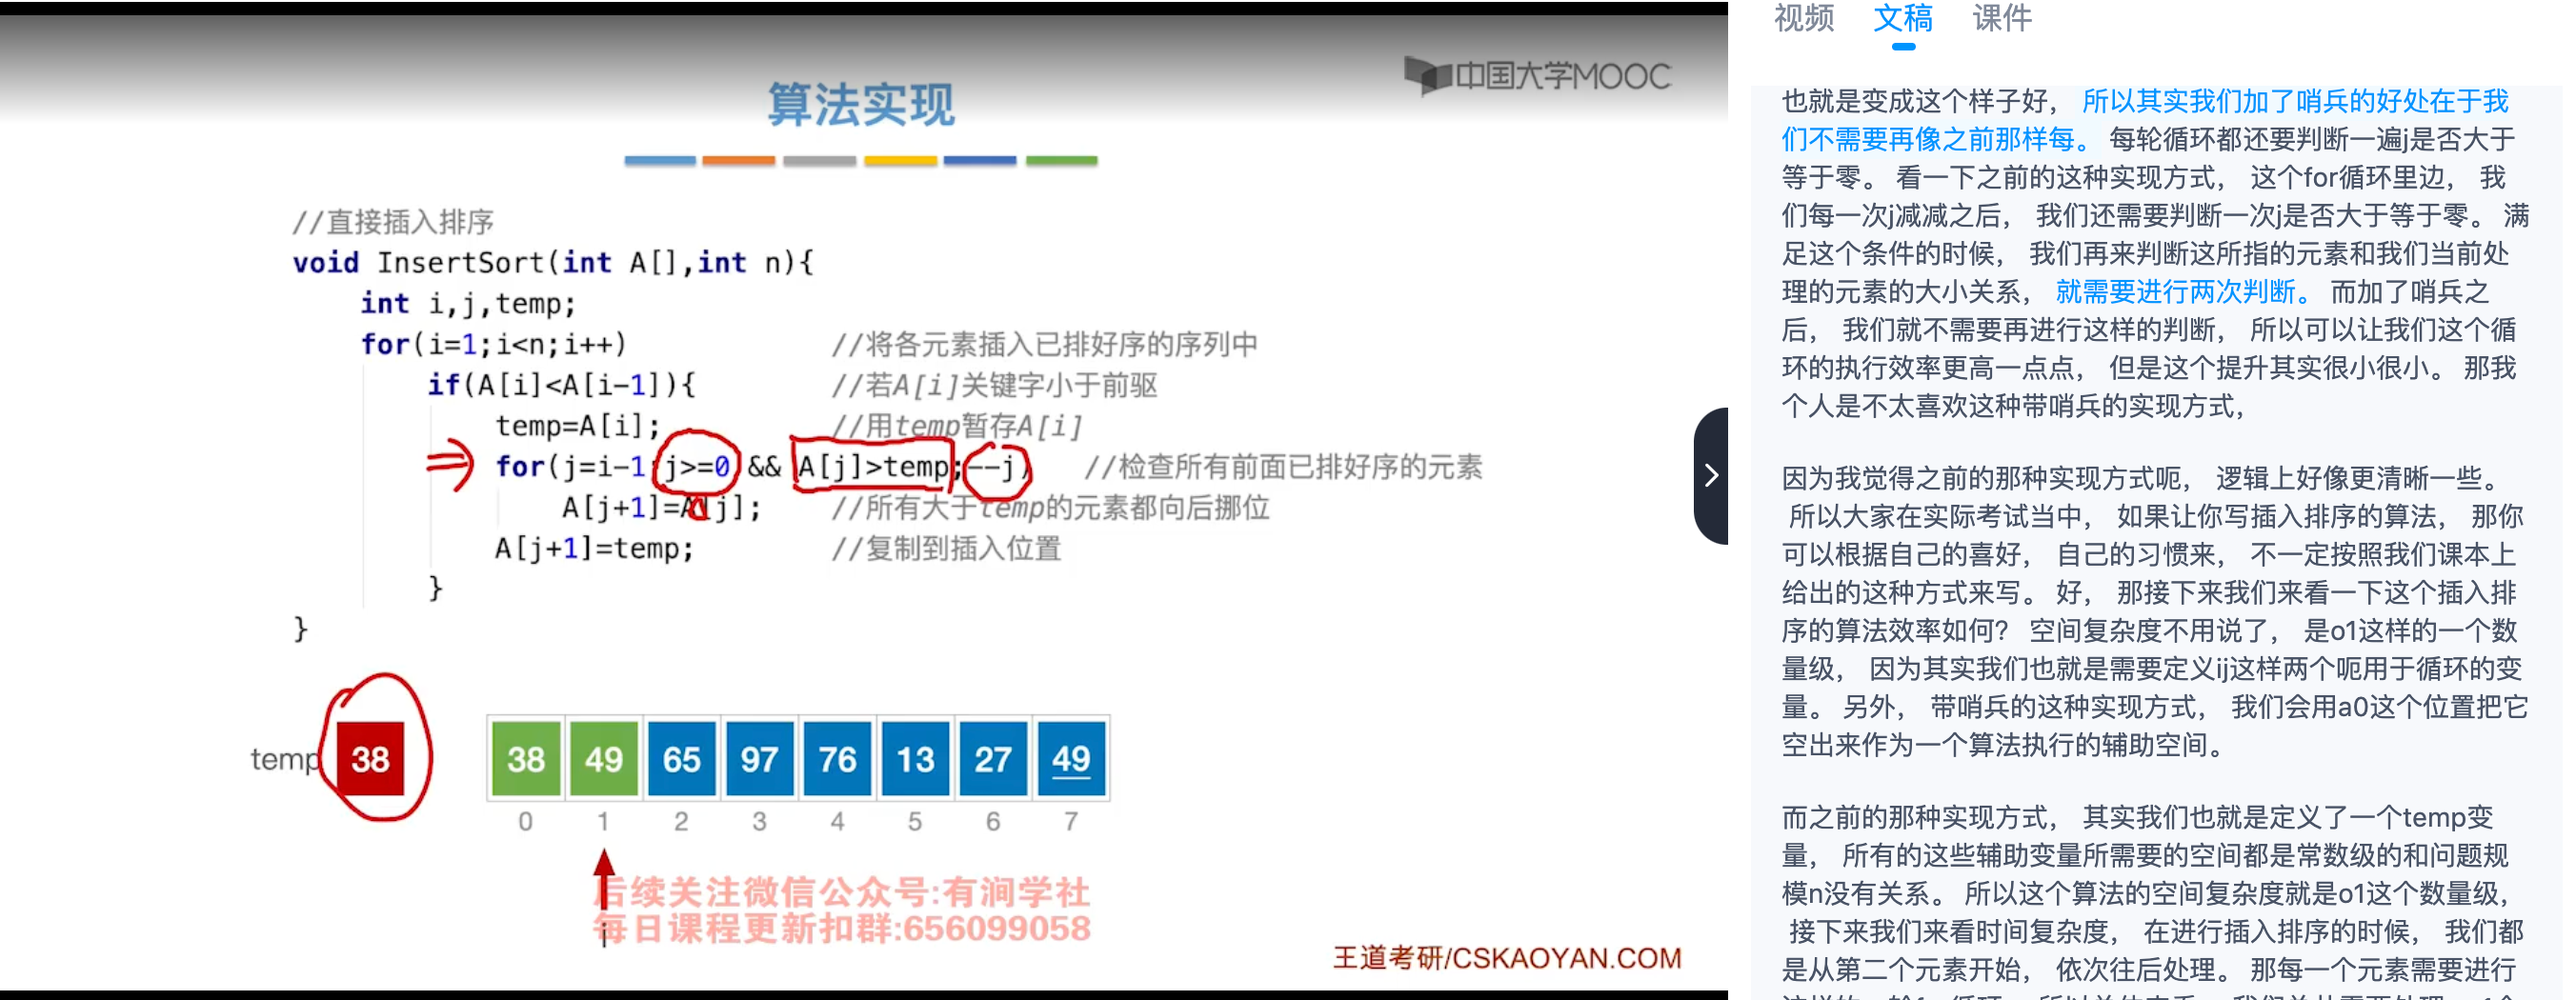 中国大学MOOC
算法实现
//直接插入排序
void InsertSort(int A[],int n){
int i,j,temp;
for(i=1;i<n;i++) //将各元素插入已排好序的序列中
if(A[i]<A[i-1]){ //若A[i]关键字小于前驱
temp=A[i]; //用temp暂存A[i]
for(j=i-1;j>=0 && A[j]>temp;--j) //检查所有前面已排好序的元素
A[j+1]=A[j]; //所有大于temp的元素都向后挪位
A[j+1]=temp; //复制到插入位置
}
}
temp 38 38 49 65 97 76 13 27 49
0 1 2 3 4 5 6 7
i
后续关注微信公众号:有涧学社
每日课程更新扣群:656099058
王道考研/CSKAOYAN.COM
视频 文稿 课件
也就是变成这个样子好， 所以其实我们加了哨兵的好处在于我
们不需要再像之前那样每。 每轮循环都还要判断一遍j是否大于
等于零。 看一下之前的这种实现方式， 这个for循环里边， 我
们每一次j减减之后， 我们还需要判断一次j是否大于等于零。 满
足这个条件的时候， 我们再来判断这所指的元素和我们当前处
理的元素的大小关系， 就需要进行两次判断。 而加了哨兵之
后， 我们就不需要再进行这样的判断， 所以可以让我们这个循
环的执行效率更高一点点， 但是这个提升其实很小很小。 那我
个人是不太喜欢这种带哨兵的实现方式，
因为我觉得之前的那种实现方式呃， 逻辑上好像更清晰一些。
所以大家在实际考试当中， 如果让你写插入排序的算法， 那你
可以根据自己的喜好， 自己的习惯来， 不一定按照我们课本上
给出的这种方式来写。 好， 那接下来我们来看一下这个插入排
序的算法效率如何? 空间复杂度不用说了， 是o1这样的一个数
量级， 因为其实我们也就是需要定义ij这样两个呃用于循环的变
量。 另外， 带哨兵的这种实现方式， 我们会用a0这个位置把它
空出来作为一个算法执行的辅助空间。
而之前的那种实现方式， 其实我们也就是定义了一个temp变
量， 所有的这些辅助变量所需要的空间都是常数级的和问题规
模n没有关系。 所以这个算法的空间复杂度就是o1这个数量级，
接下来我们来看时间复杂度， 在进行插入排序的时候， 我们都
是从第二个元素开始， 依次往后处理。 那每一个元素需要进行